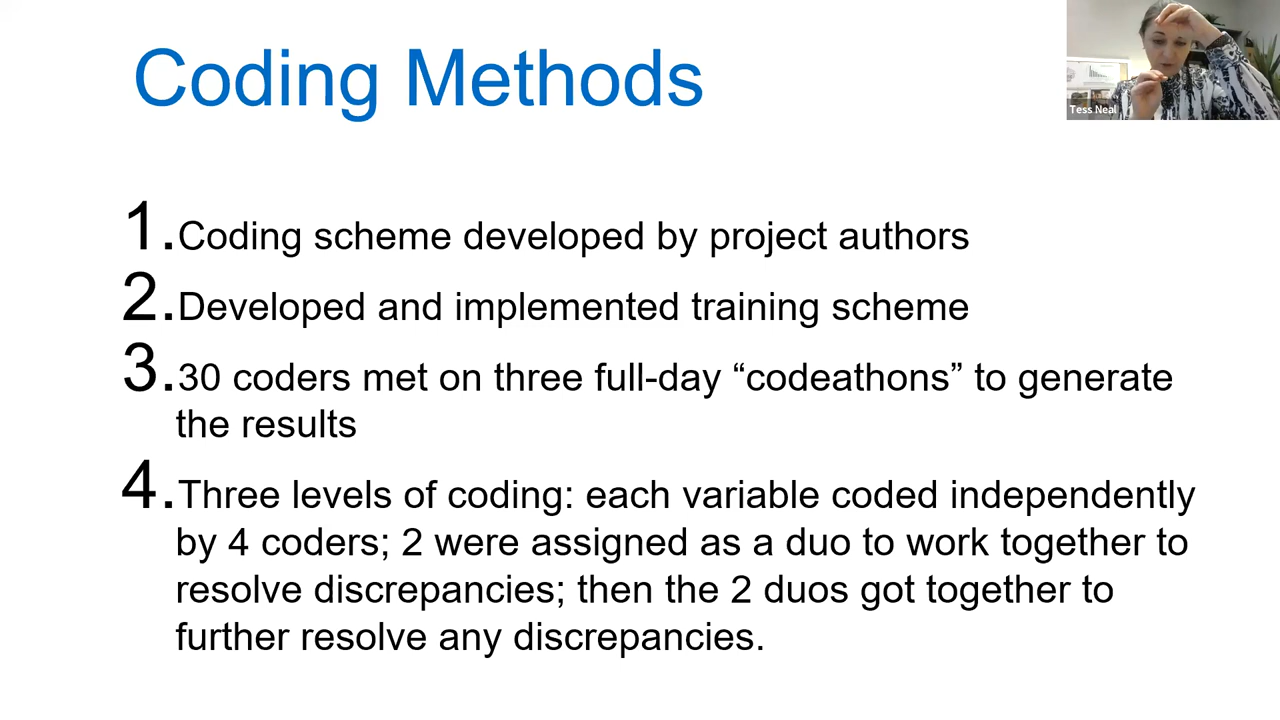 Coding Methods
Tess Neal
1. Coding scheme developed by project authors
2. Developed and implemented training scheme
3. 30 coders met on three full-day “codeathons” to generate
the results
4. Three levels of coding: each variable coded independently
by 4 coders; 2 were assigned as a duo to work together to
resolve discrepancies; then the 2 duos got together to
further resolve any discrepancies.